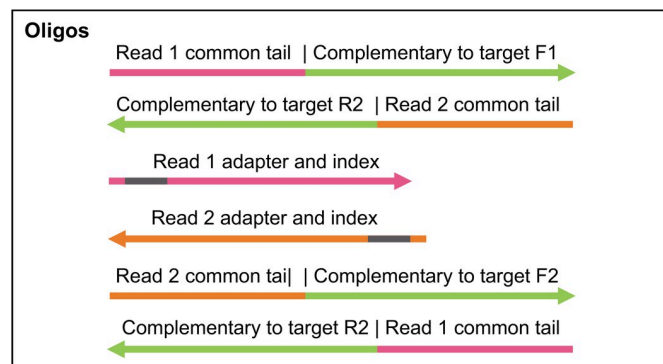 Oligos
Read 1 common tail | Complementary to target F1
Complementary to target R2 | Read 2 common tail
Read 1 adapter and index
Read 2 adapter and index
Read 2 common tai| | Complementary to target F2
Complementary to target R2 | Read 1 common tail